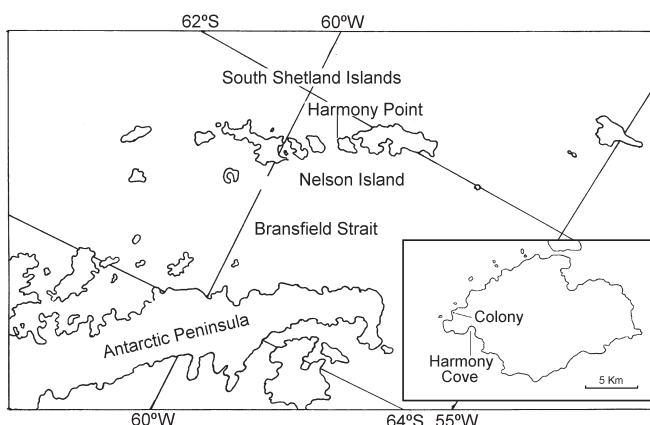 62ºS
60ºW
South Shetland Islands
Harmony Point
Nelson Island
Bransfield Strait
Antarctic Peninsula
Colony
Harmony
Cove
5 Km
60ºW
64ºS
55ºW